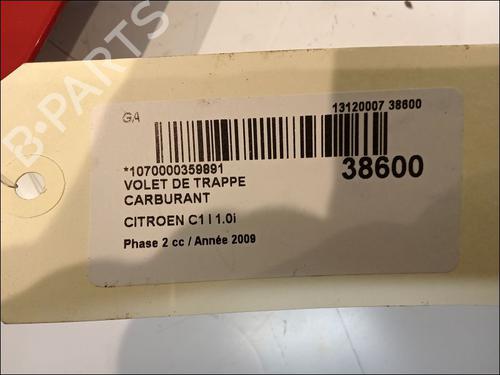 GA
13120007 38600
*1070000359891
38600
VOLET DE TRAPPE
CARBURANT
CITROEN C1 I 1.0i
Phase 2 cc / Année 2009
B-PARTS